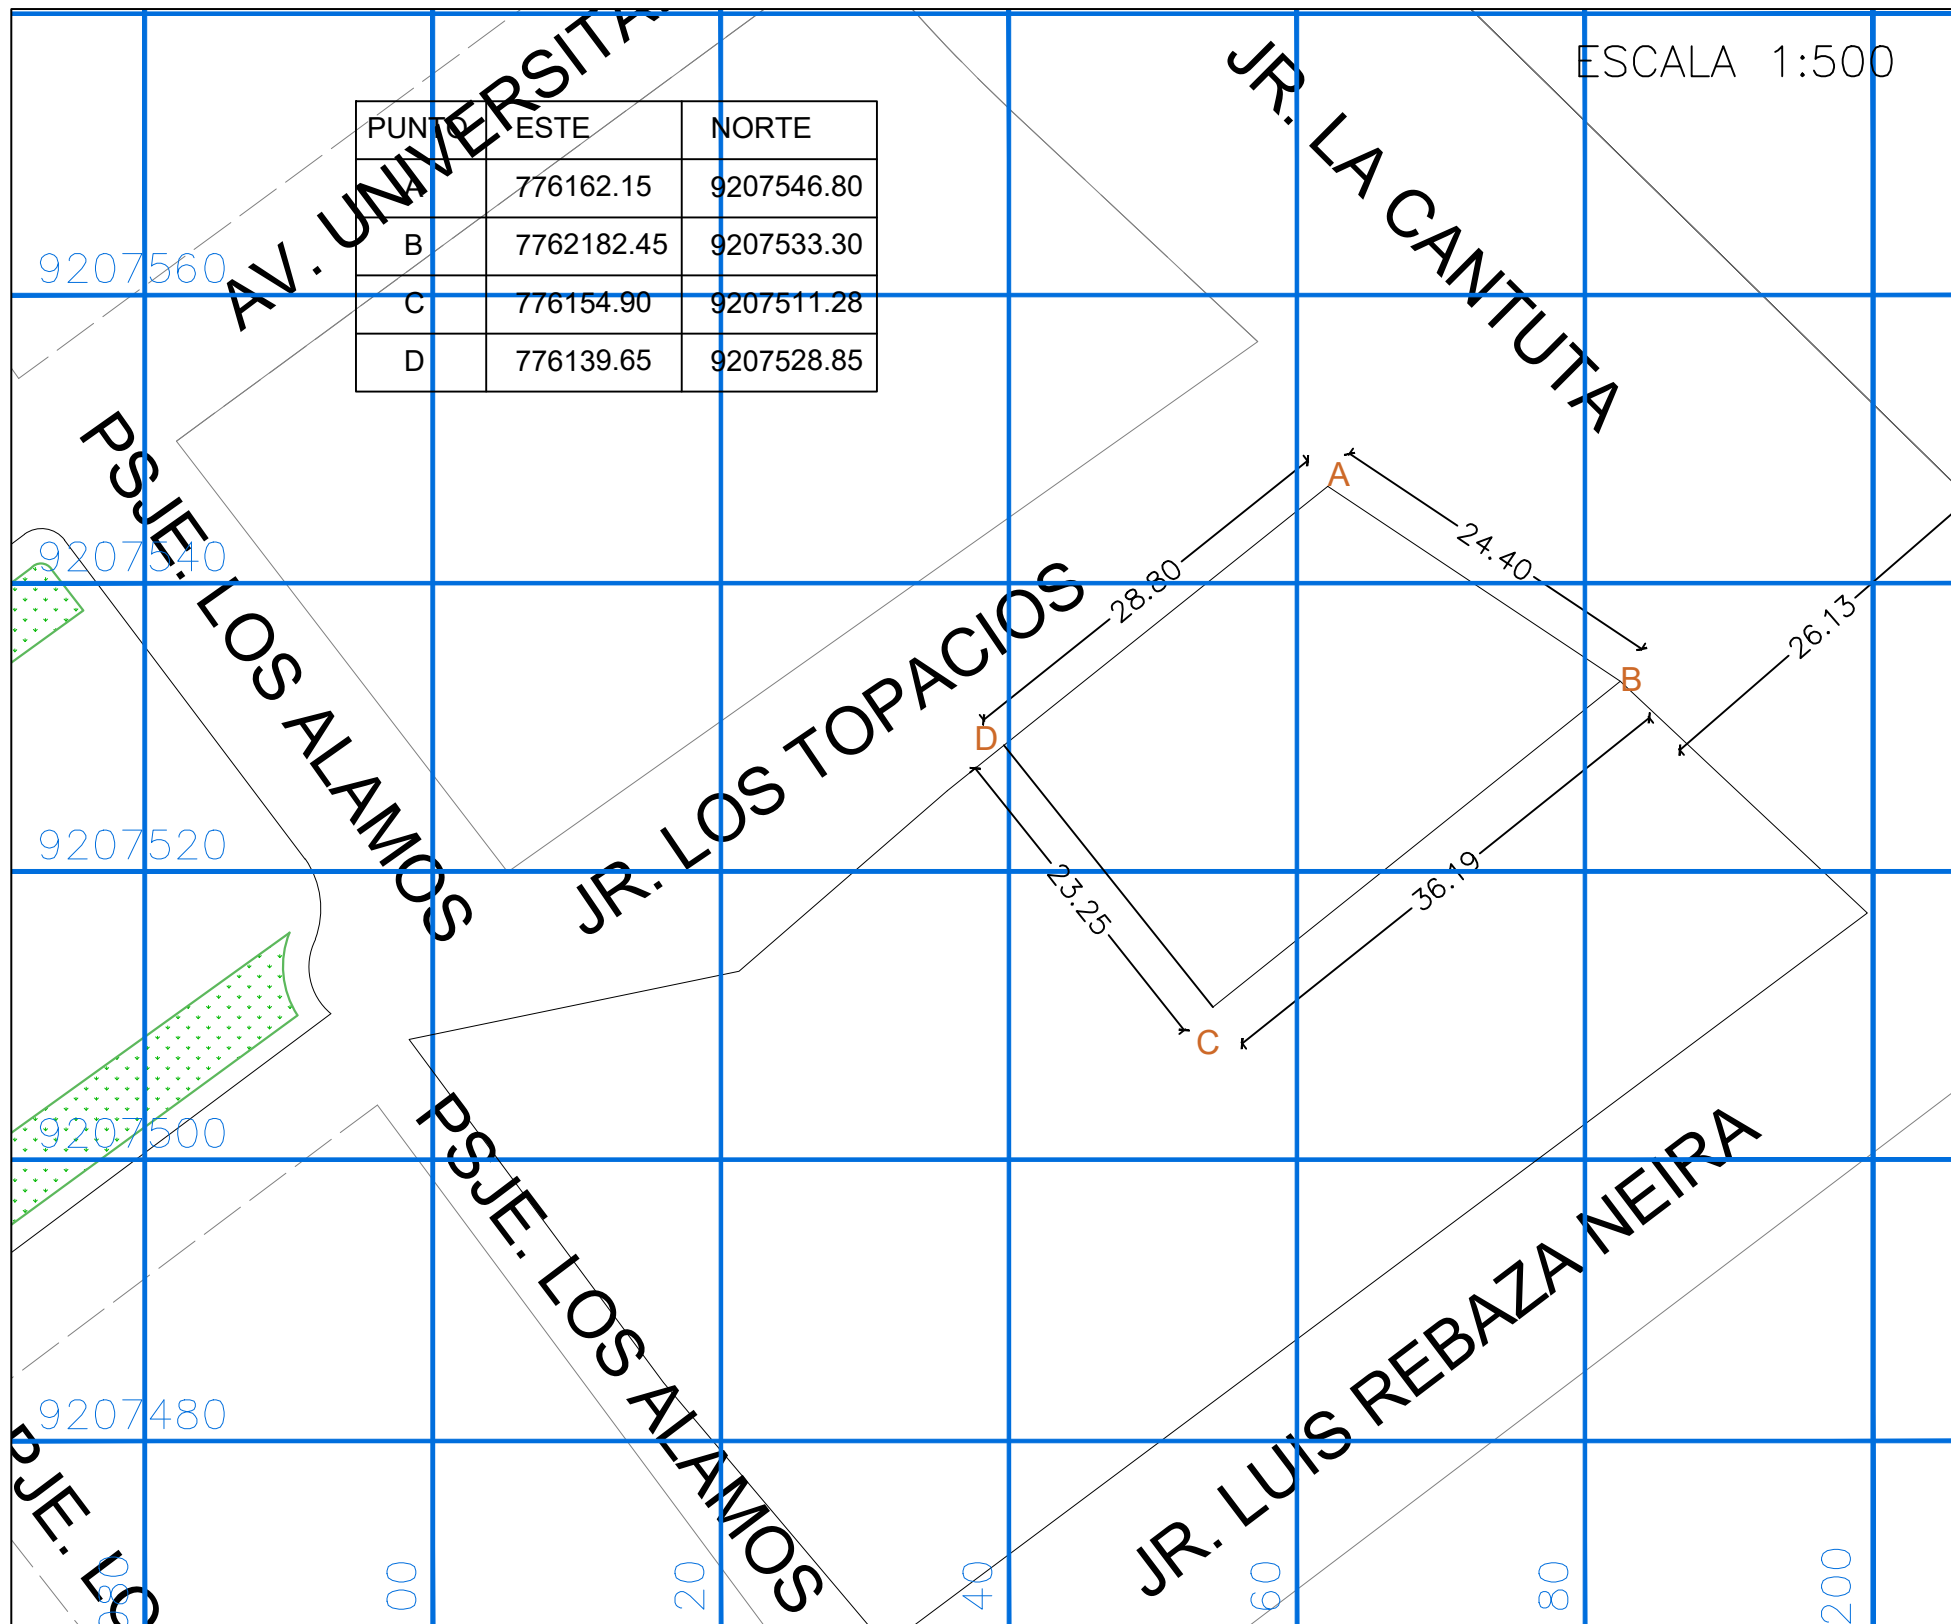 ESCALA 1:500
AV. UNIVERSITA
JR. LA CANTUTA
PUNTO ESTE NORTE
A 776162.15 9207546.80
B 7762182.45 9207533.30
C 776154.90 9207511.28
D 776139.65 9207528.85
9207560
PSJE. LOS ALAMOS
9207540
A
24.40
28.80
JR. LOS TOPACIOS
26.13
B
D
9207520
23.25
36.19
C
9207500
PSJE. LOS ALAMOS
JR. LUIS REBAZA NEIRA
9207480
PJE. LO
00
20
40
60
80
200